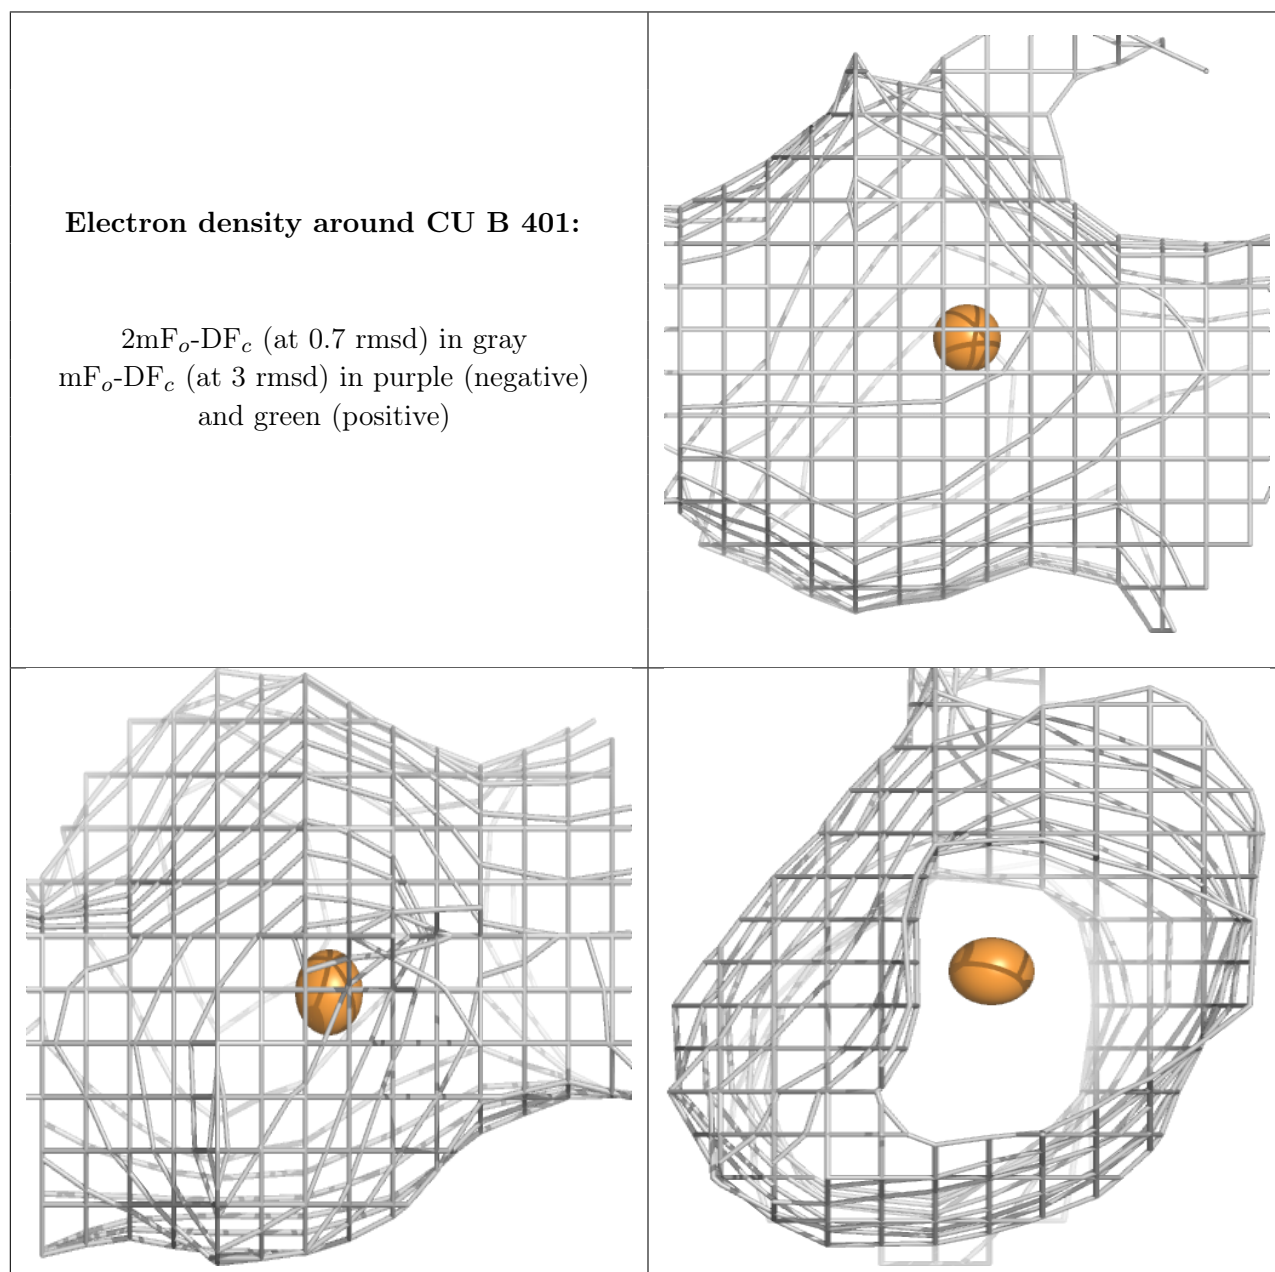 Electron density around CU B 401:
2mFo-DFc (at 0.7 rmsd) in gray
mFo-DFc (at 3 rmsd) in purple (negative)
and green (positive)